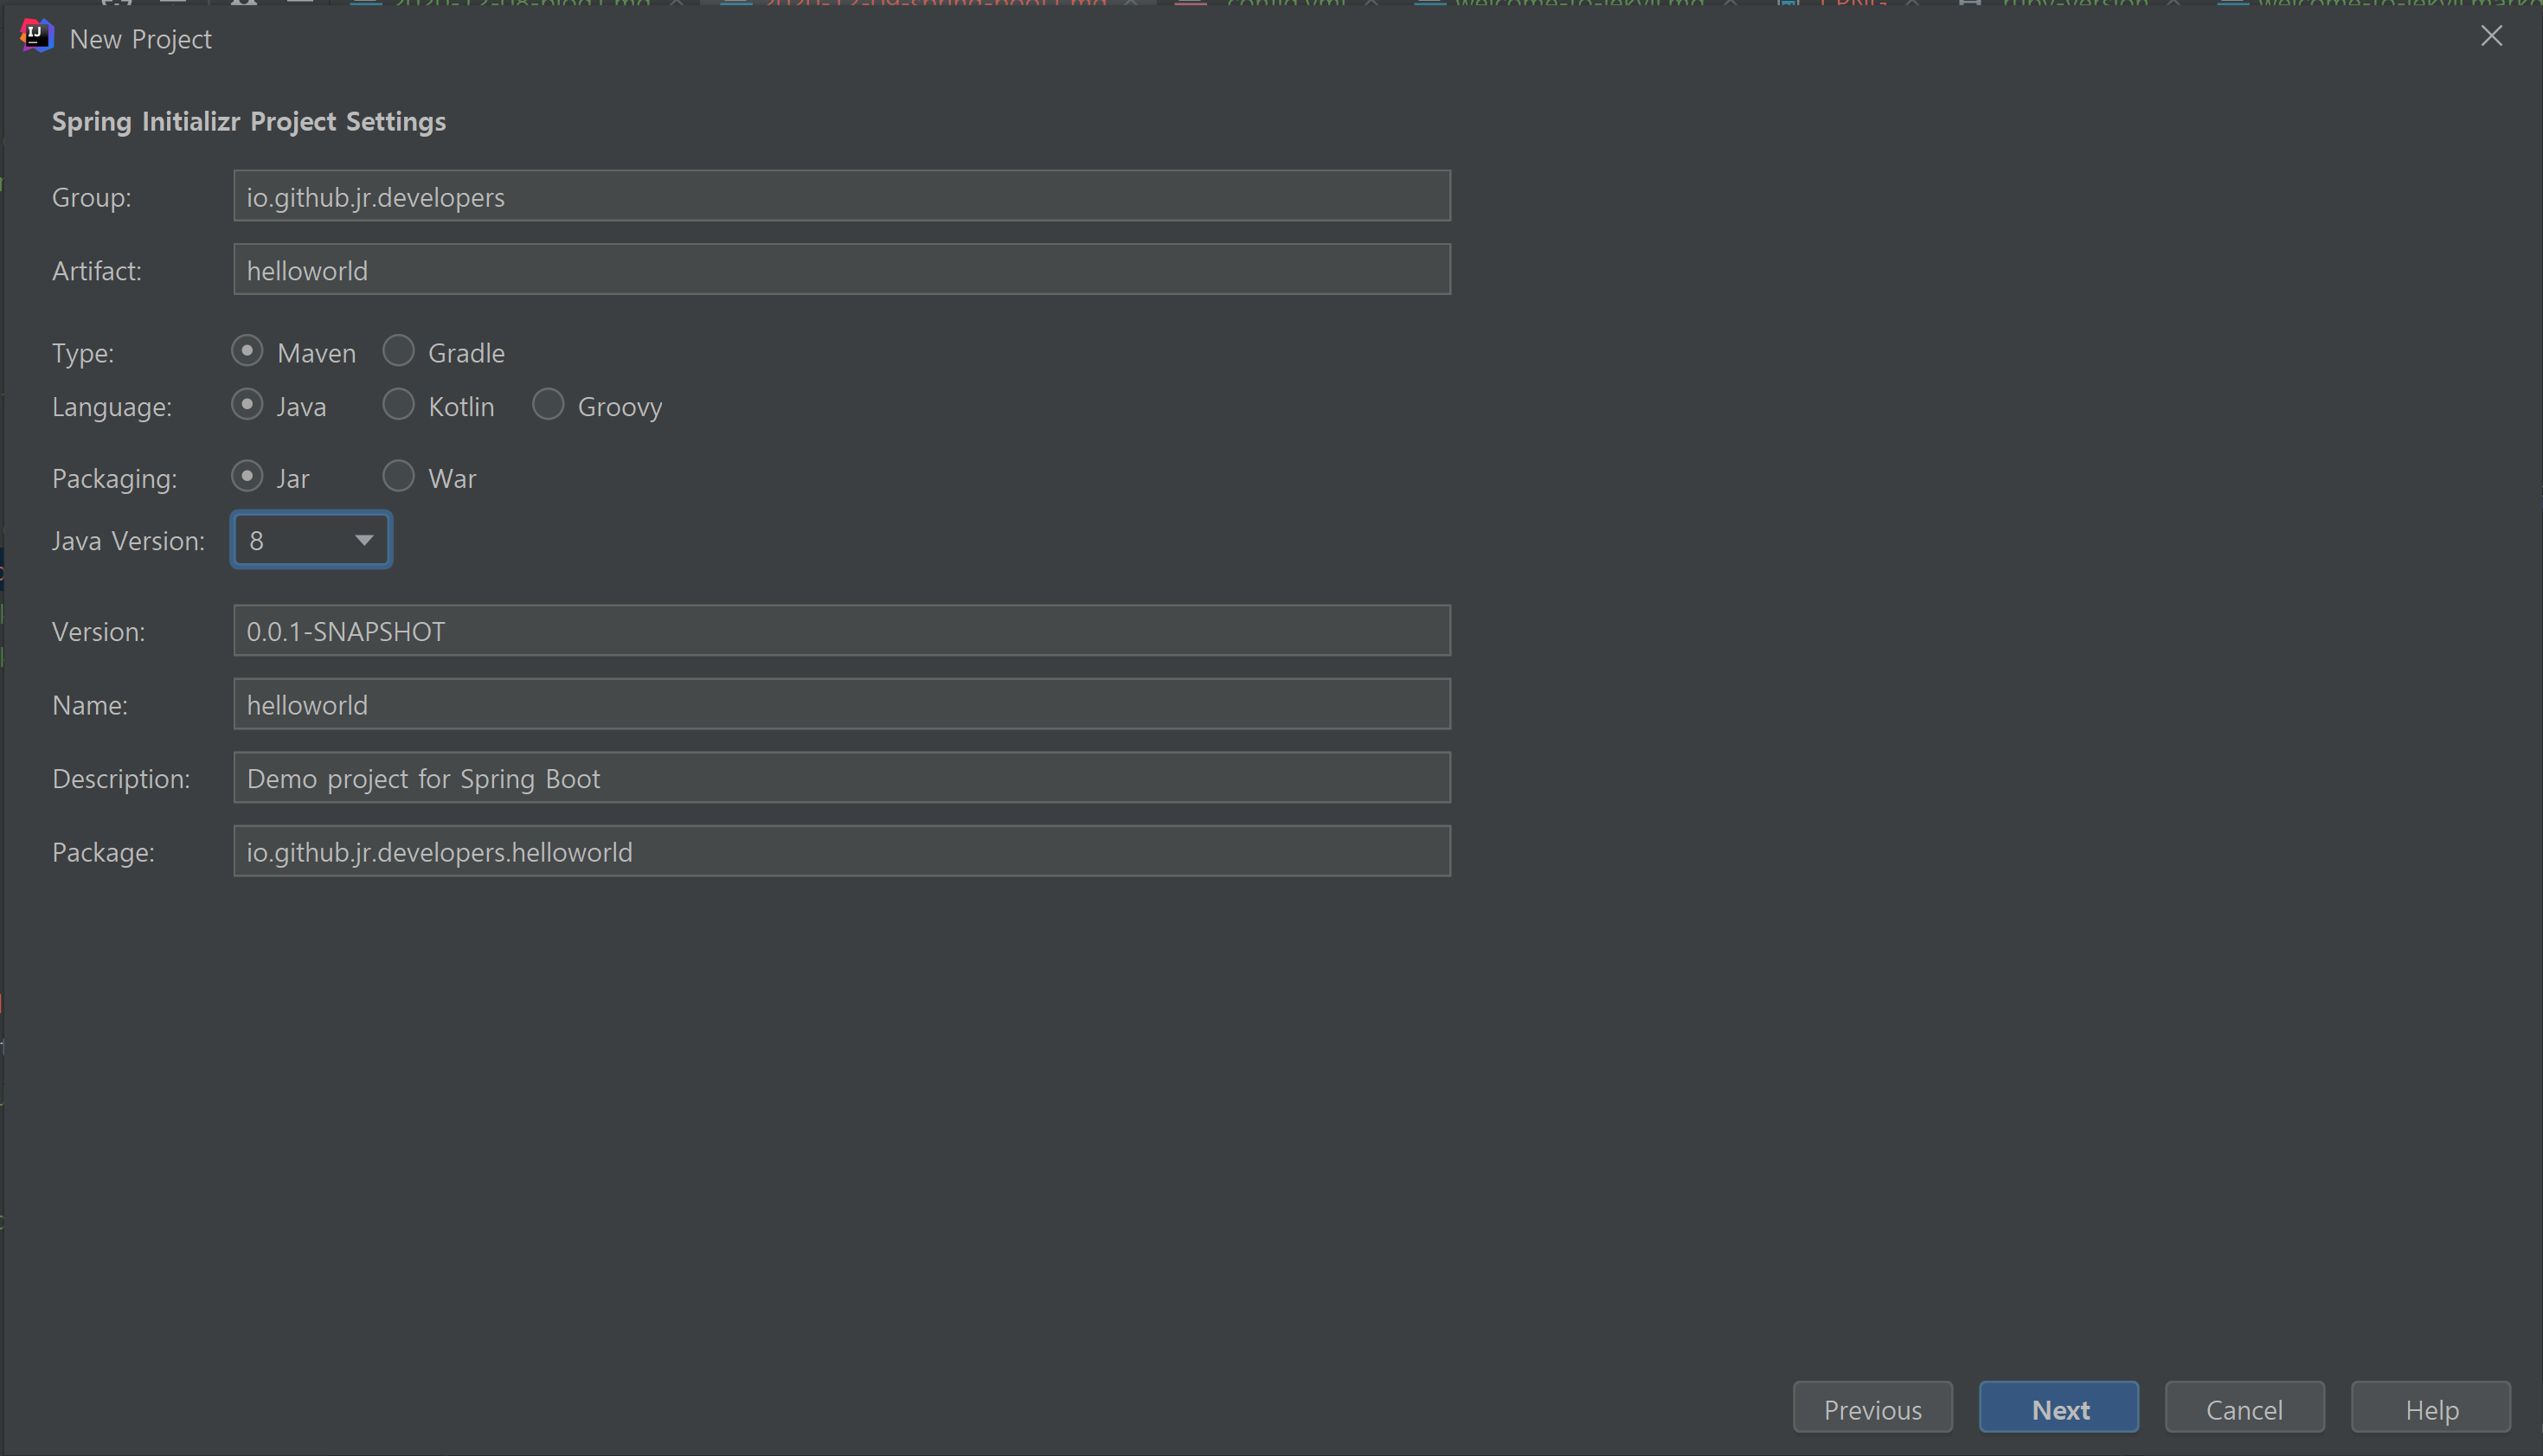 New Project
Spring Initializr Project Settings
Group: io.github.jr.developers
Artifact: helloworld
Type: Maven Gradle
Language: Java Kotlin Groovy
Packaging: Jar War
Java Version: 8
Version: 0.0.1-SNAPSHOT
Name: helloworld
Description: Demo project for Spring Boot
Package: io.github.jr.developers.helloworld
Previous Next Cancel Help